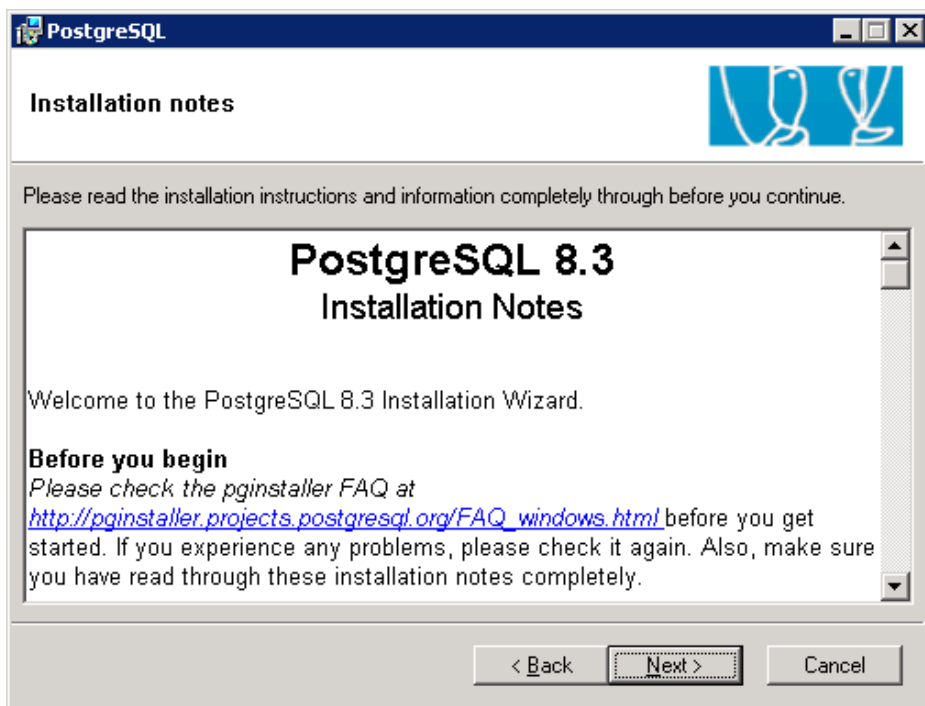 PostgreSQL
Installation notes
Please read the installation instructions and information completely through before you continue.
PostgreSQL 8.3
Installation Notes
Welcome to the PostgreSQL 8.3 Installation Wizard.
Before you begin
Please check the pginstaller FAQ at
http://pginstaller.projects.postgresql.org/FAQ_windows.html before you get
started. If you experience any problems, please check it again. Also, make sure
you have read through these installation notes completely.
< Back Next > Cancel